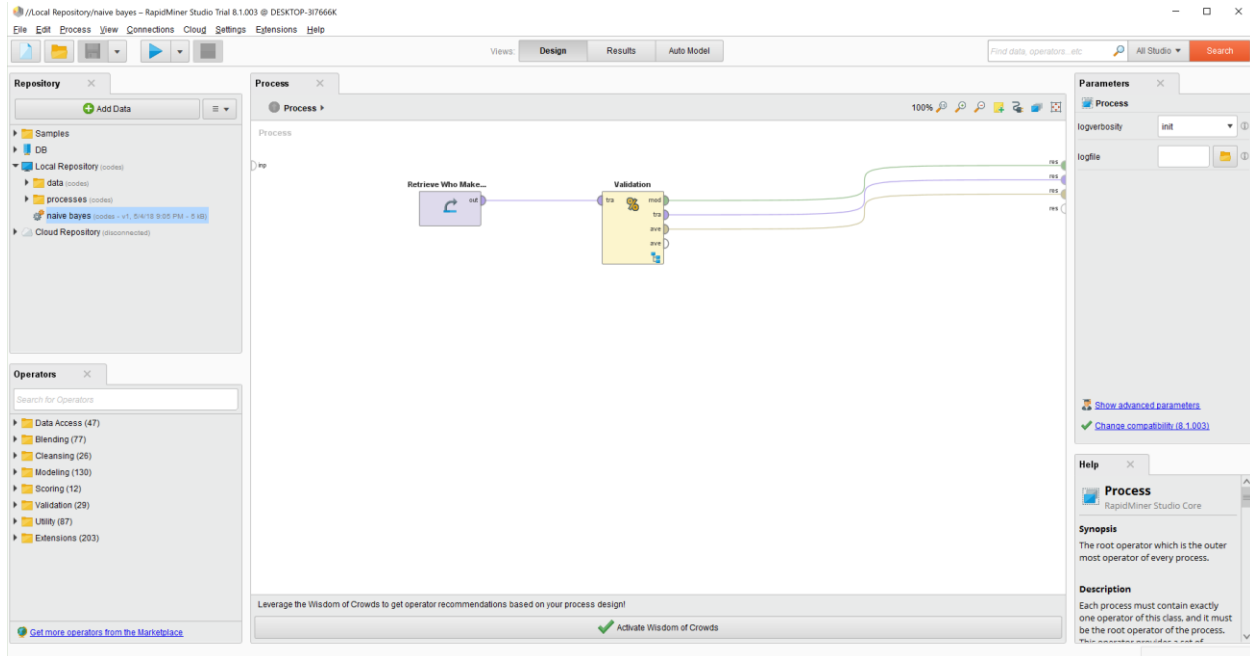 //Local Repository/naive bayes – RapidMiner Studio Trial 8.1.003 @ DESKTOP-3I7666K
File Edit Process View Connections Cloud Settings Extensions Help
Views: Design Results Auto Model
Find data, operators...etc All Studio Search
Repository
Add Data
Samples
DB
Local Repository (codes)
data (codes)
processes (codes)
naive bayes (codes - v1, 5/4/18 9:05 PM - 5 kB)
Cloud Repository (disconnected)
Operators
Search for Operators
Data Access (47)
Blending (77)
Cleansing (26)
Modeling (130)
Scoring (12)
Validation (29)
Utility (87)
Extensions (203)
Get more operators from the Marketplace
Process
Process
100%
Process
inp
Retrieve Who Make...
out
Validation
tra mod
tra
ave
ave
res
res
res
res
Leverage the Wisdom of Crowds to get operator recommendations based on your process design!
Activate Wisdom of Crowds
Parameters
Process
logverbosity init
logfile
Show advanced parameters
Change compatibility (8.1.003)
Help
Process
RapidMiner Studio Core
Synopsis
The root operator which is the outer
most operator of every process.
Description
Each process must contain exactly
one operator of this class, and it must
be the root operator of the process.
This operator provides a set of